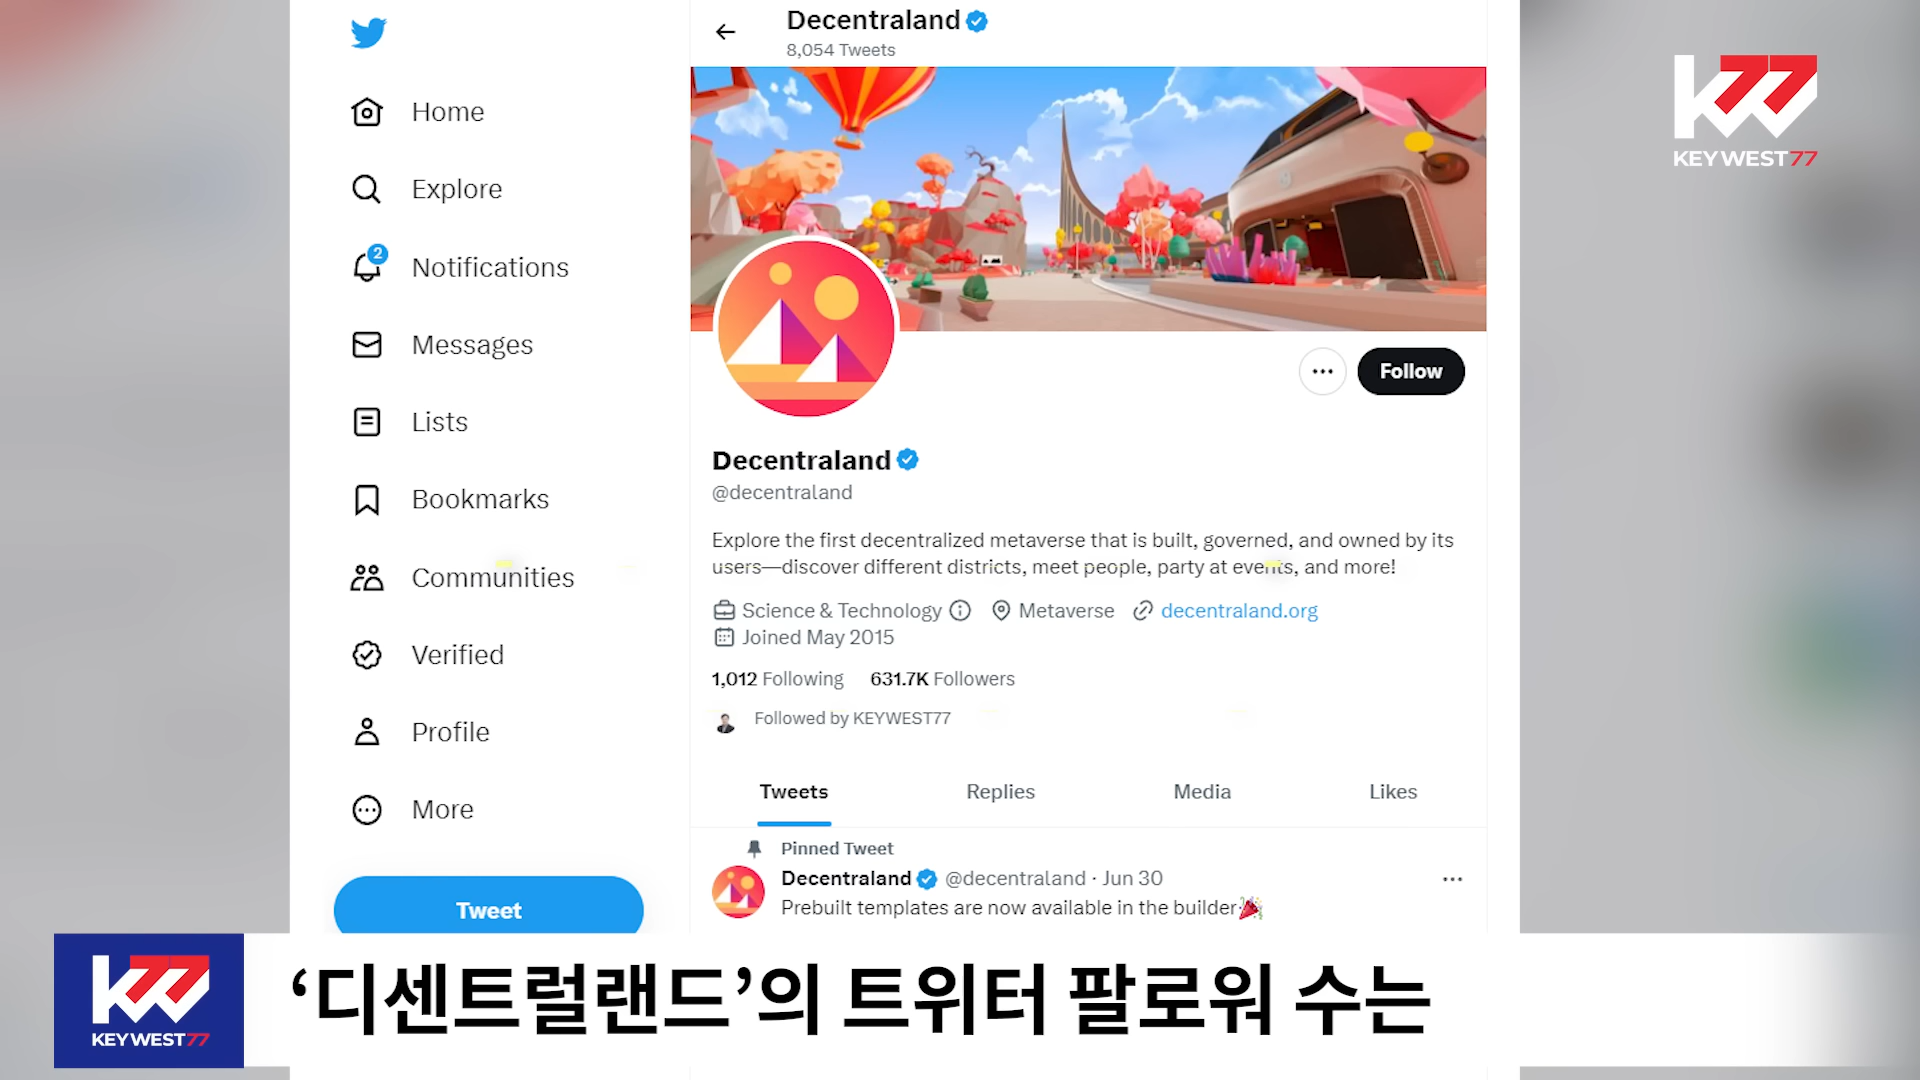 Decentraland
8,054 Tweets
KEYWEST77
Home
Explore
2
Notifications
Messages
Lists
Bookmarks
Communities
Verified
Profile
More
Tweet
Follow
Decentraland
@decentraland
Explore the first decentralized metaverse that is built, governed, and owned by its
users—discover different districts, meet people, party at events, and more!
Science & Technology Metaverse decentraland.org
Joined May 2015
1,012 Following 631.7K Followers
Followed by KEYWEST77
Tweets Replies Media Likes
Pinned Tweet
Decentraland @decentraland · Jun 30
Prebuilt templates are now available in the builder🎉
K77
KEYWEST77
‘디센트럴랜드’의 트위터 팔로워 수는